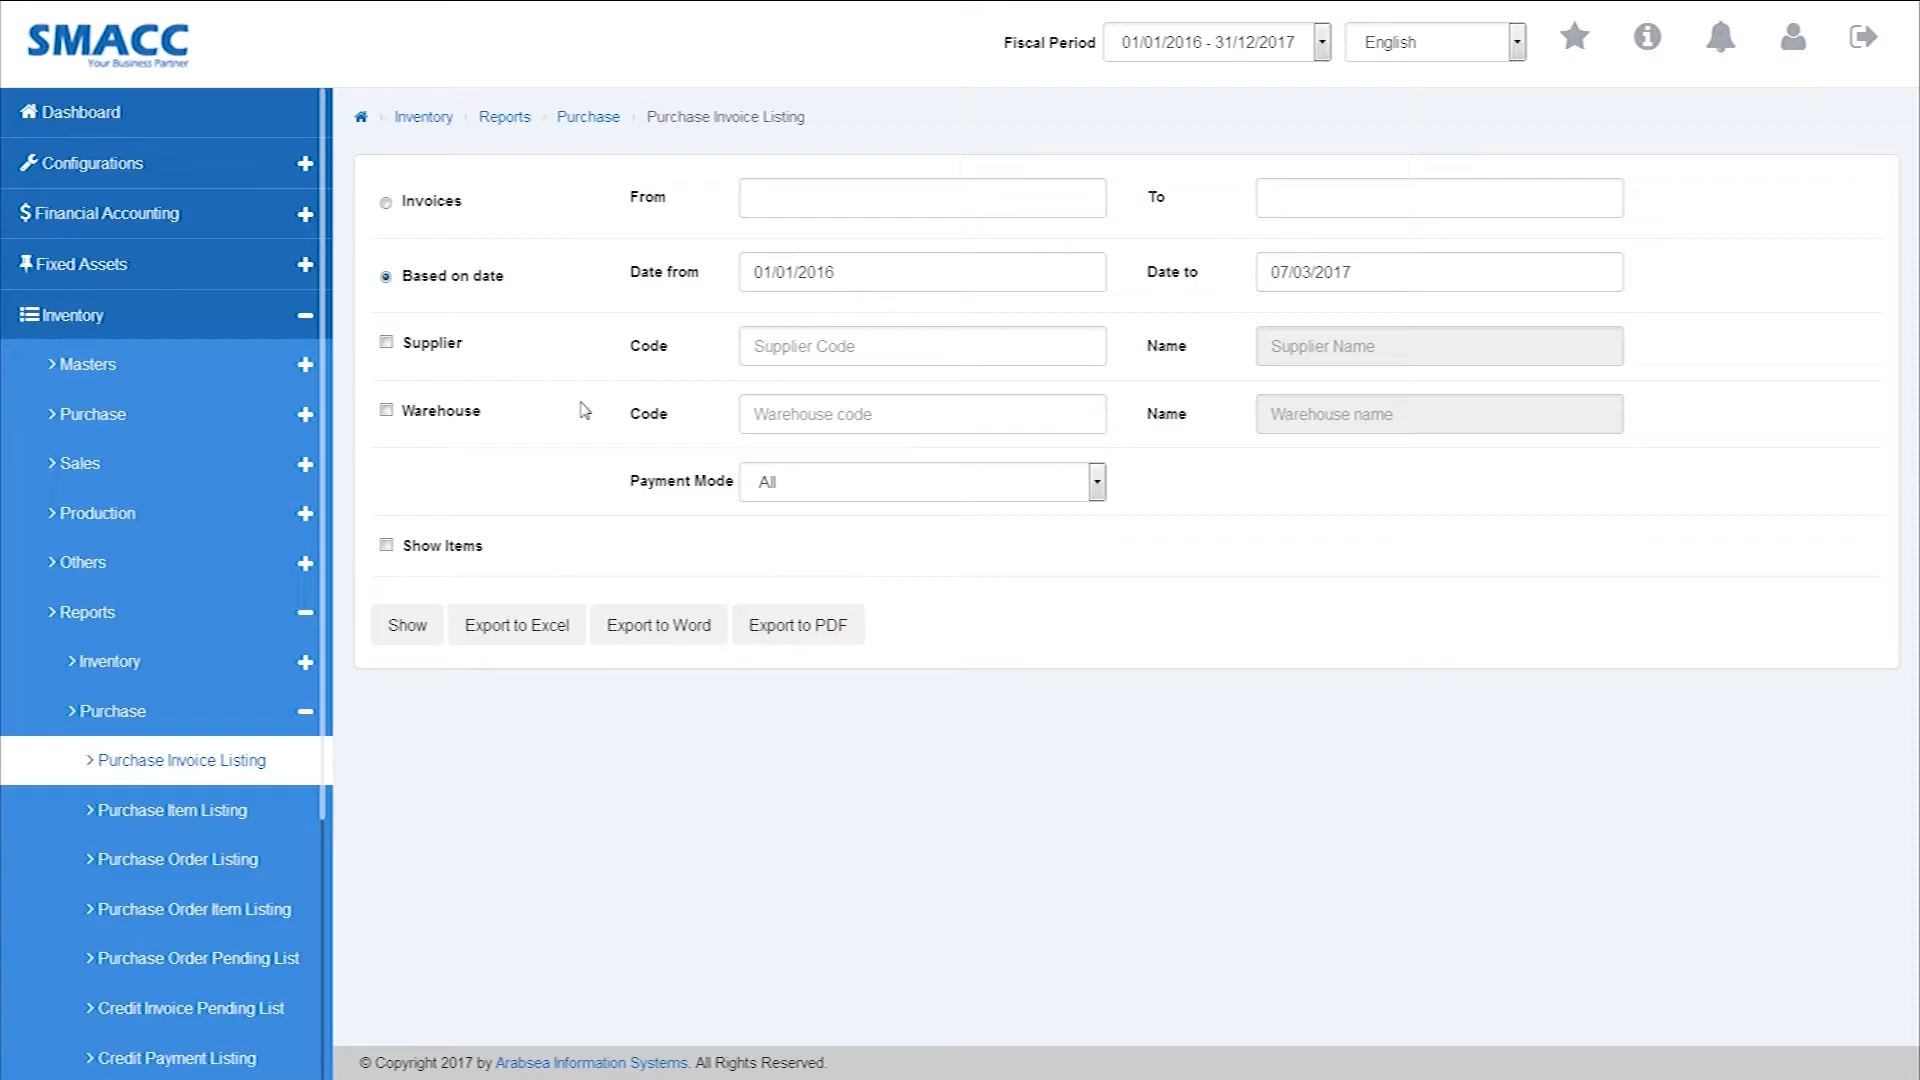 SMACC
Your Business Partner
Fiscal Period 01/01/2016 - 31/12/2017 English
Dashboard
Configurations
Financial Accounting
Fixed Assets
Inventory
Masters
Purchase
Sales
Production
Others
Reports
Inventory
Purchase
Purchase Invoice Listing
Purchase Item Listing
Purchase Order Listing
Purchase Order Item Listing
Purchase Order Pending List
Credit Invoice Pending List
Credit Payment Listing
Inventory Reports Purchase Purchase Invoice Listing
Invoices From To
Based on date Date from 01/01/2016 Date to 07/03/2017
Supplier Code Supplier Code Name Supplier Name
Warehouse Code Warehouse code Name Warehouse name
Payment Mode All
Show Items
Show Export to Excel Export to Word Export to PDF
© Copyright 2017 by Arabsea Information Systems. All Rights Reserved.